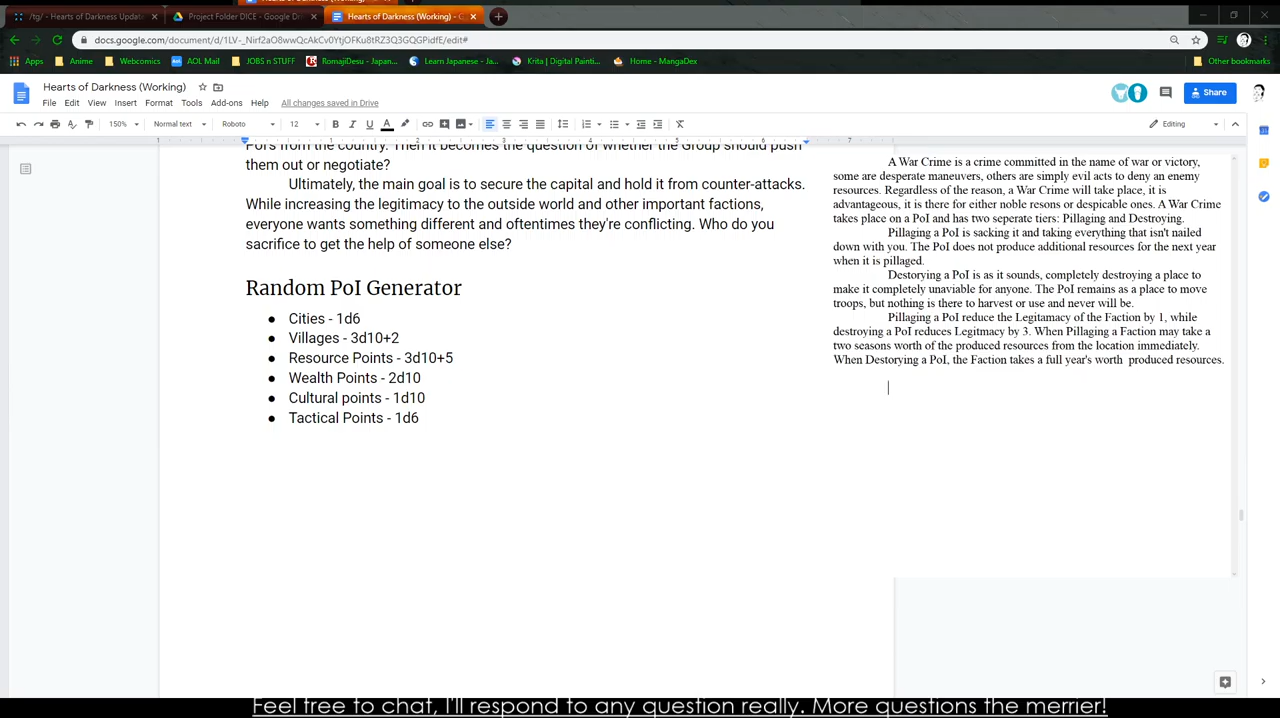 /tg/ - Hearts of Darkness Updat
Project Folder DICE - Google Dri
Hearts of Darkness (Working) - G
docs.google.com/document/d/1LV-_Nirf2aO8wwQcAkCv0YtjOFKu8tRZ3Q3GQGPidfE/edit#
Apps
Anime
Webcomics
AOL Mail
JOBS n STUFF
RomajiDesu - Japan...
Learn Japanese - Ja...
Krita | Digital Painti...
Home - MangaDex
Other bookmarks
Hearts of Darkness (Working)
File Edit View Insert Format Tools Add-ons Help All changes saved in Drive
Share
150% Normal text Roboto 12 Editing
PoI's from the country. Then it becomes the question of whether the Group should push
them out or negotiate?
Ultimately, the main goal is to secure the capital and hold it from counter-attacks.
While increasing the legitimacy to the outside world and other important factions,
everyone wants something different and oftentimes they're conflicting. Who do you
sacrifice to get the help of someone else?
Random PoI Generator
● Cities - 1d6
● Villages - 3d10+2
● Resource Points - 3d10+5
● Wealth Points - 2d10
● Cultural points - 1d10
● Tactical Points - 1d6
A War Crime is a crime committed in the name of war or victory,
some are desperate maneuvers, others are simply evil acts to deny an enemy
resources. Regardless of the reason, a War Crime will take place, it is
advantageous, it is there for either noble resons or despicable ones. A War Crime
takes place on a PoI and has two seperate tiers: Pillaging and Destroying.
Pillaging a PoI is sacking it and taking everything that isn't nailed
down with you. The PoI does not produce additional resources for the next year
when it is pillaged.
Destorying a PoI is as it sounds, completely destroying a place to
make it completely unaviable for anyone. The PoI remains as a place to move
troops, but nothing is there to harvest or use and never will be.
Pillaging a PoI reduce the Legitamacy of the Faction by 1, while
destroying a PoI reduces Legitmacy by 3. When Pillaging a Faction may take a
two seasons worth of the produced resources from the location immediately.
When Destorying a PoI, the Faction takes a full year's worth produced resources.
Feel free to chat, I'll respond to any question really. More questions the merrier!